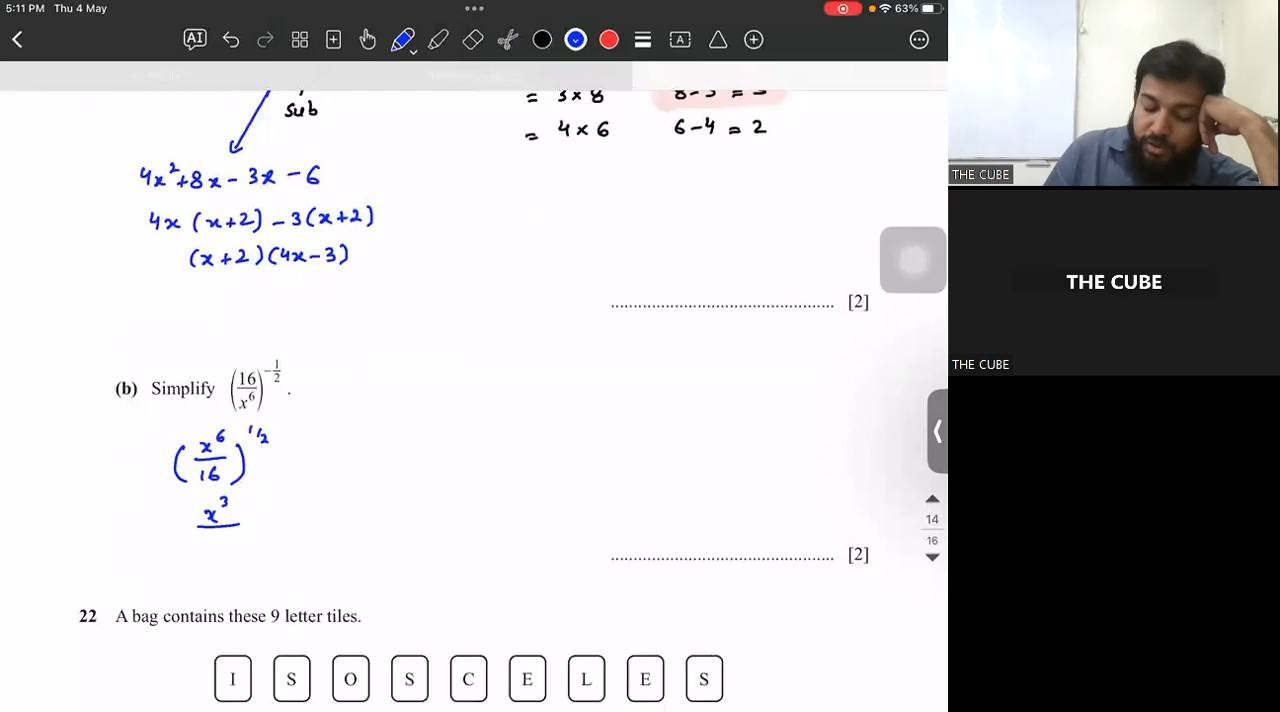 5:11 PM Thu 4 May
63%
AI
A
sub
= 3 × 8
= 4 × 6
6 - 4 = 2
4x² + 8x - 3x - 6
4x (x + 2) - 3 (x + 2)
(x + 2) (4x - 3)
[2]
(b) Simplify (16/x⁶)^(-1/2) .
(x⁶/16)^(1/2)
x³
[2]
22 A bag contains these 9 letter tiles.
I S O S C E L E S
14
16
THE CUBE
THE CUBE
THE CUBE